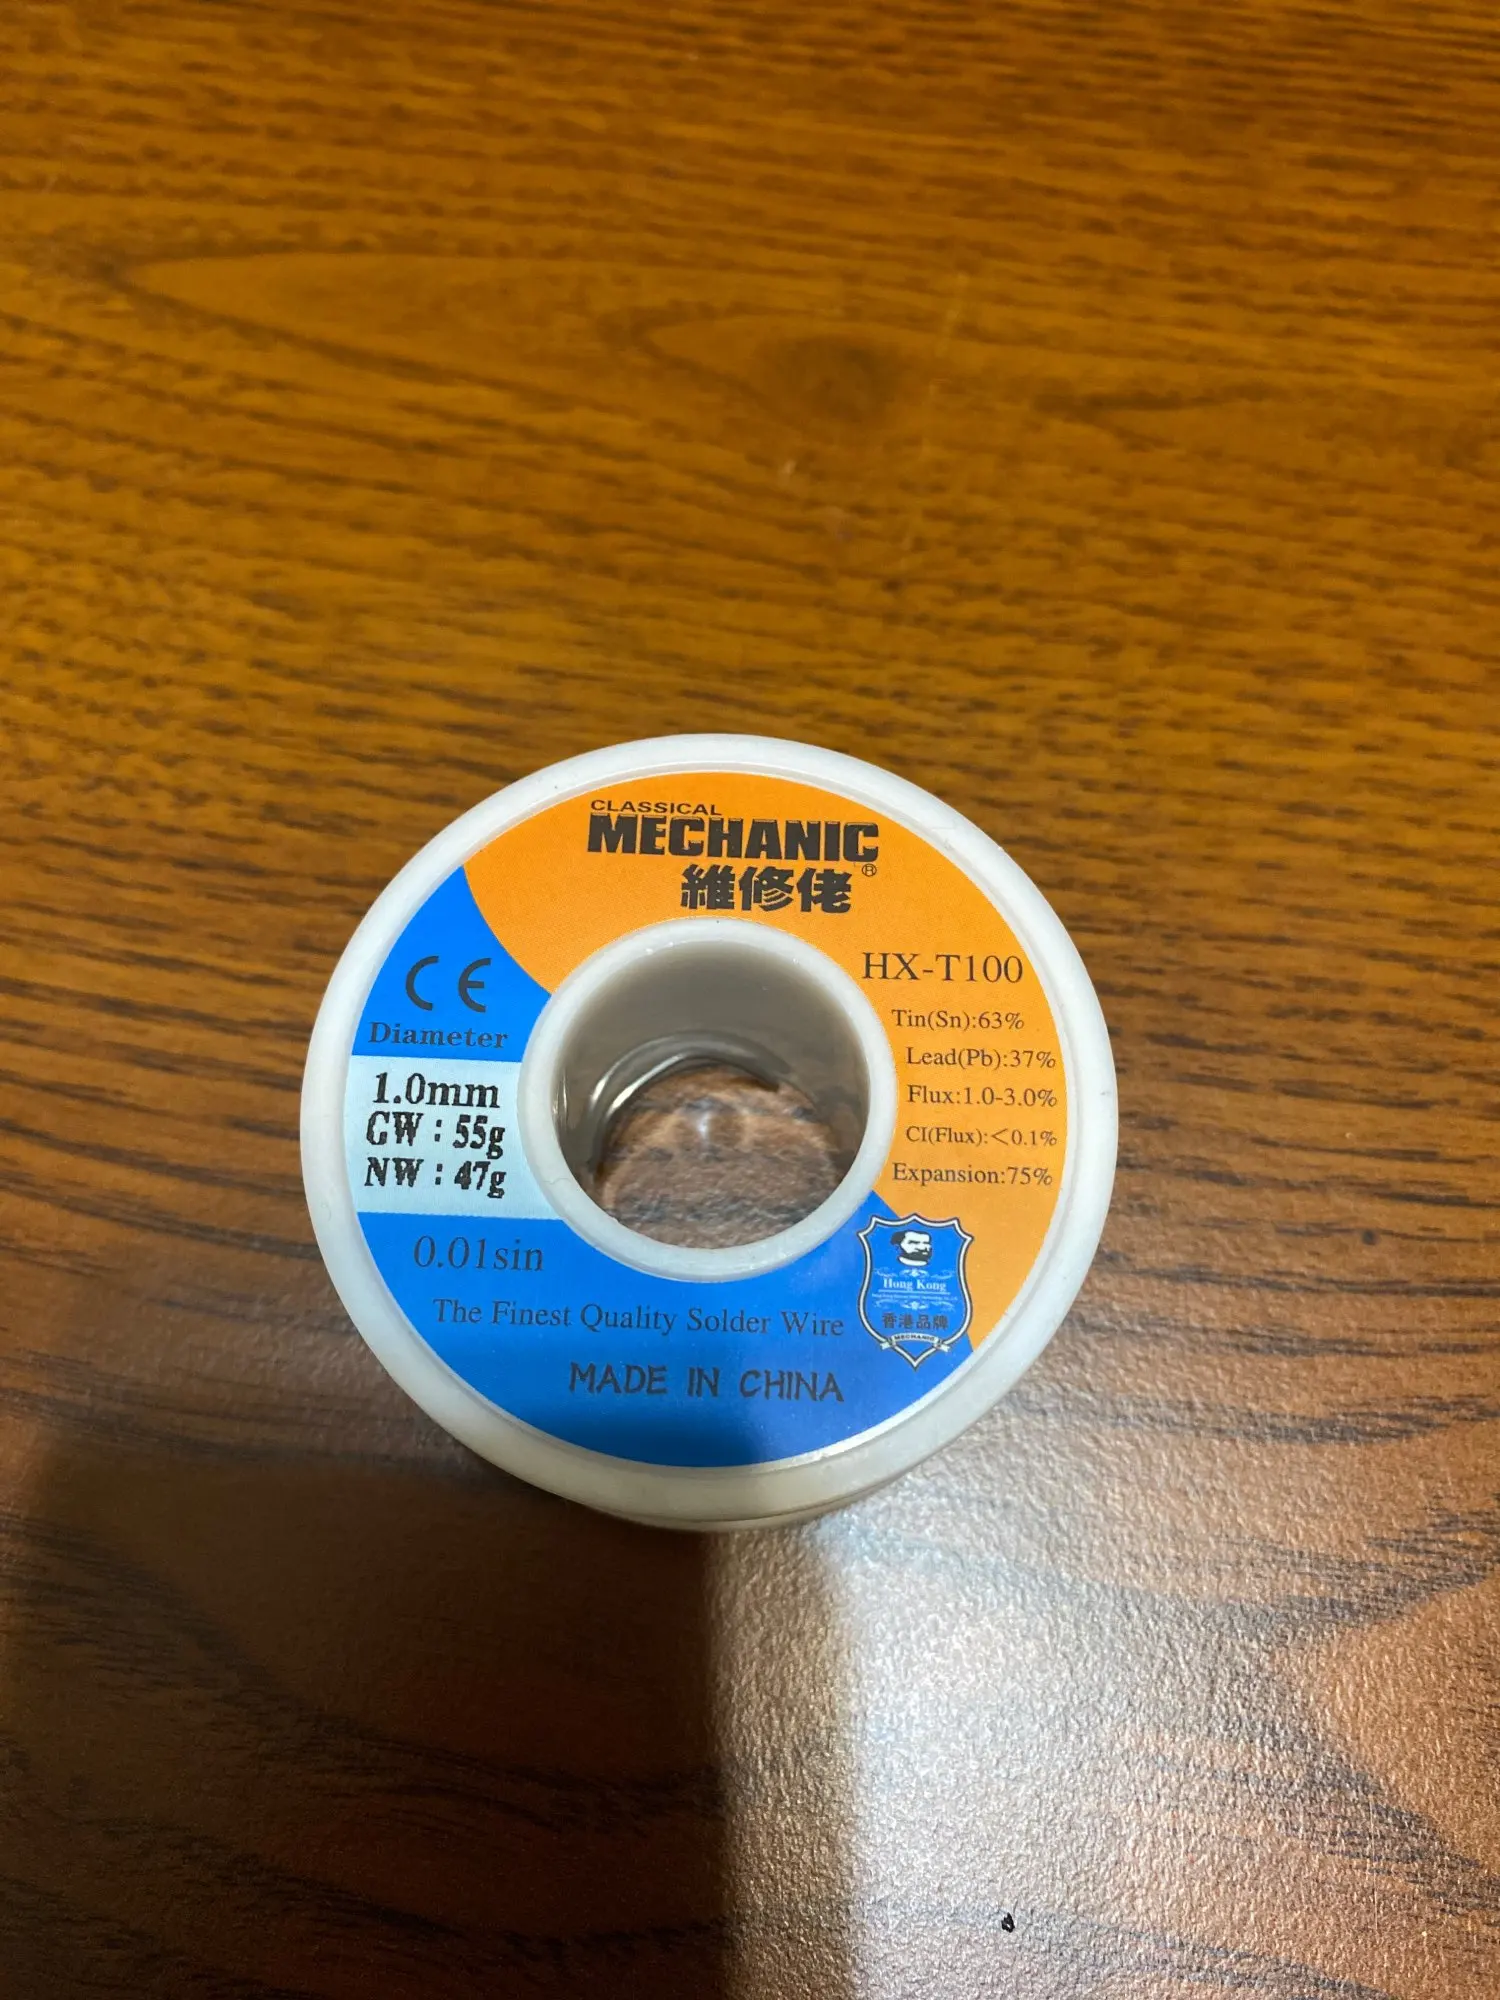 CLASSICAL
MECHANIC
®
維修佬
HX-T100
Tin(Sn):63%
Lead(Pb):37%
Flux:1.0-3.0%
CI(Flux):<0.1%
Expansion:75%
CE
Diameter
1.0mm
GW : 55g
NW : 47g
0.01sin
The Finest Quality Solder Wire
MADE IN CHINA
Hong Kong
香港品牌
MECHANIC